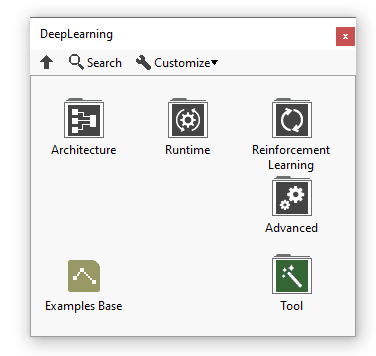 DeepLearning
x
Search
Customize
Architecture
Runtime
Reinforcement
Learning
Advanced
Examples Base
Tool